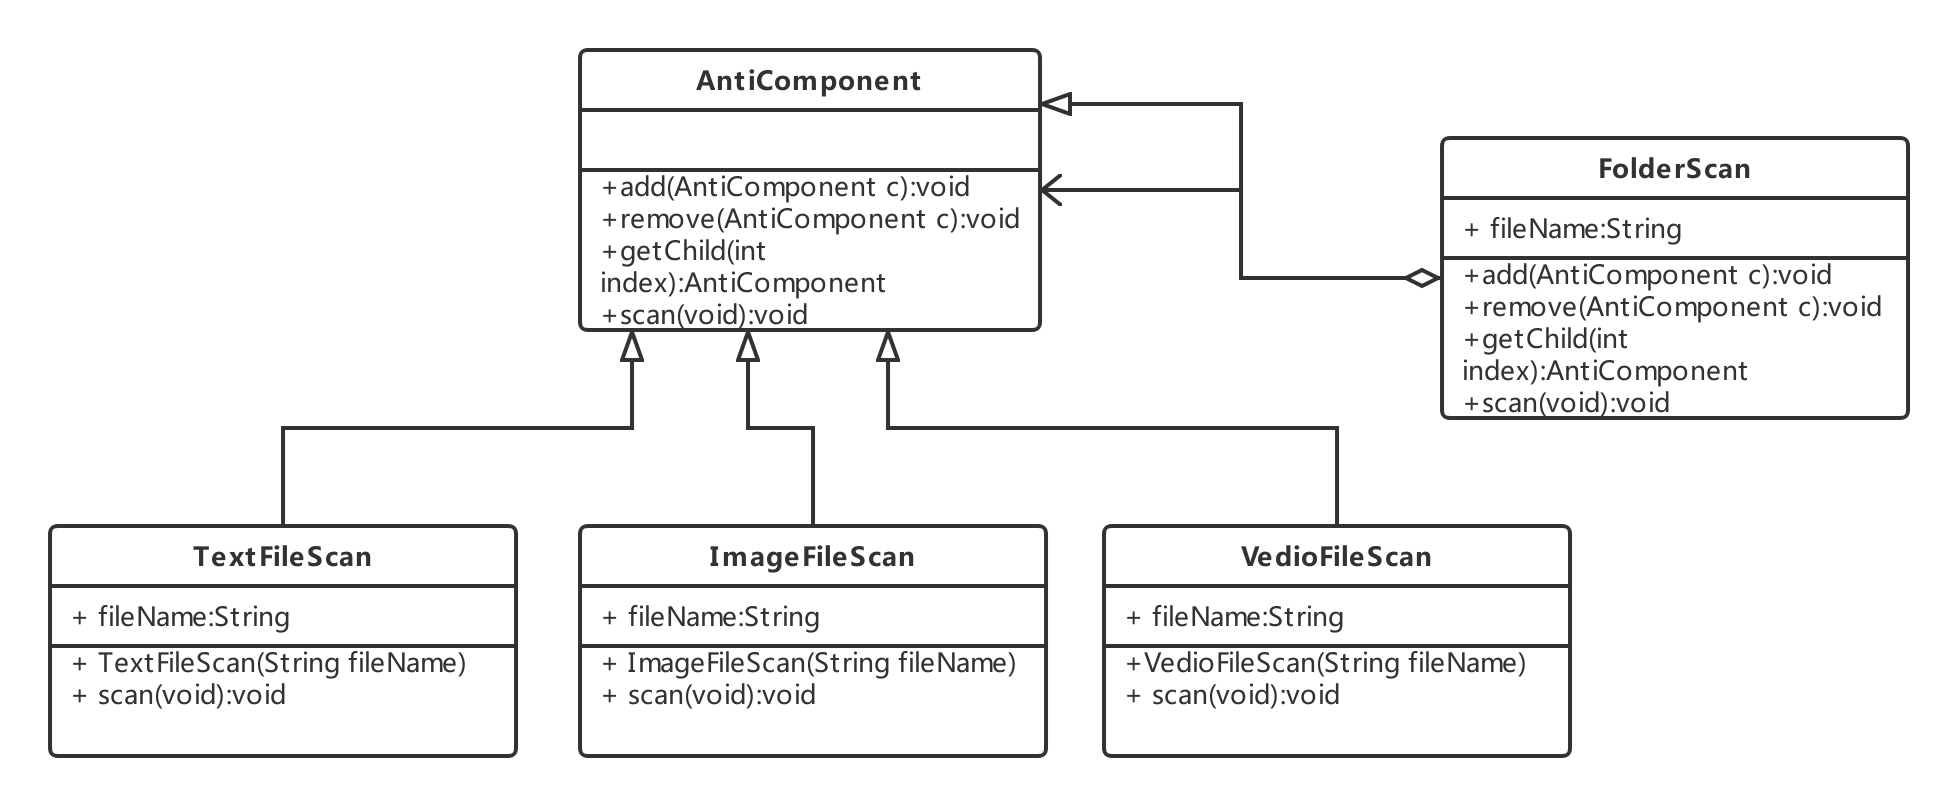 AntiComponent
+add(AntiComponent c):void
+remove(AntiComponent c):void
+getChild(int
index):AntiComponent
+scan(void):void
FolderScan
+ fileName:String
+add(AntiComponent c):void
+remove(AntiComponent c):void
+getChild(int
index):AntiComponent
+scan(void):void
TextFileScan
+ fileName:String
+ TextFileScan(String fileName)
+ scan(void):void
ImageFileScan
+ fileName:String
+ ImageFileScan(String fileName)
+ scan(void):void
VedioFileScan
+ fileName:String
+VedioFileScan(String fileName)
+ scan(void):void